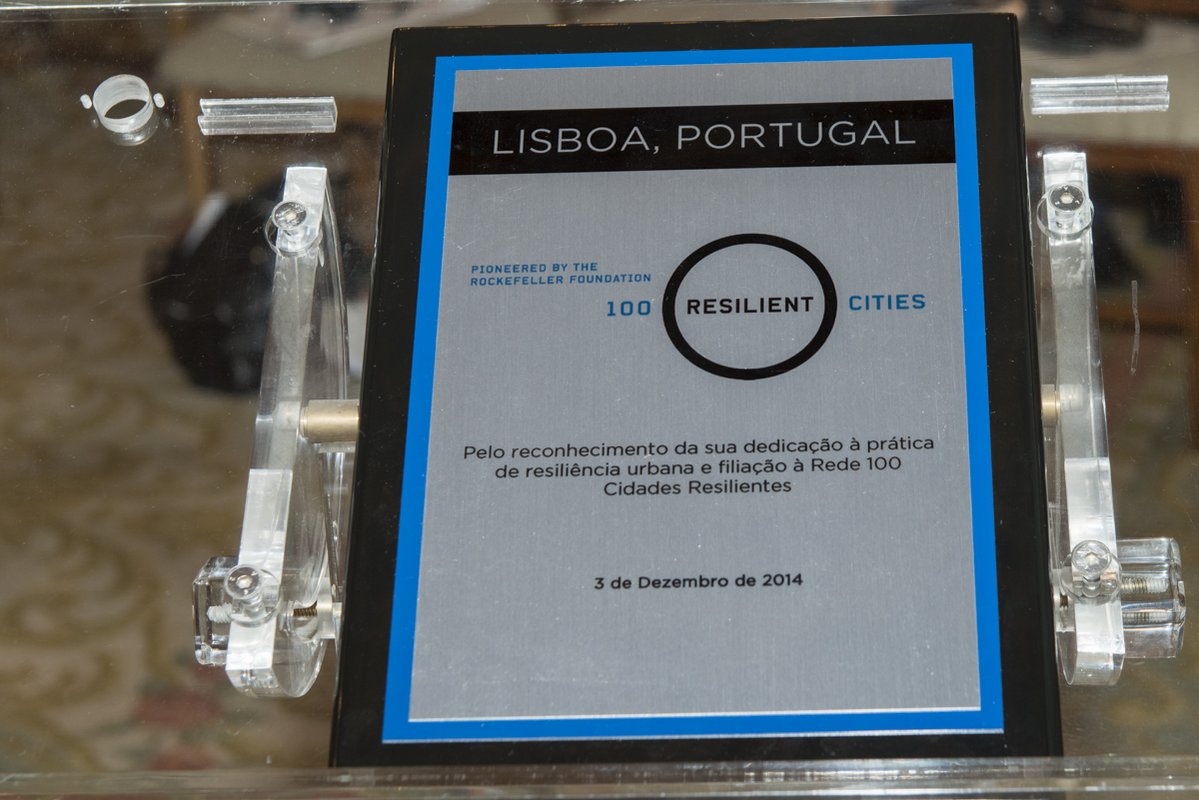 LISBOA, PORTUGAL
PIONEERED BY THE
ROCKEFELLER FOUNDATION
100 RESILIENT CITIES
Pelo reconhecimento da sua dedicação à prática
de resiliência urbana e filiação à Rede 100
Cidades Resilientes
3 de Dezembro de 2014